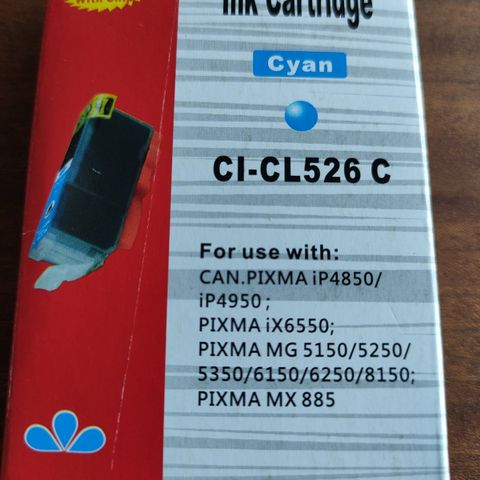 Ink Cartridge
Cyan
CI-CL526 C
For use with:
CAN.PIXMA iP4850/
iP4950 ;
PIXMA iX6550;
PIXMA MG 5150/5250/
5350/6150/6250/8150;
PIXMA MX 885